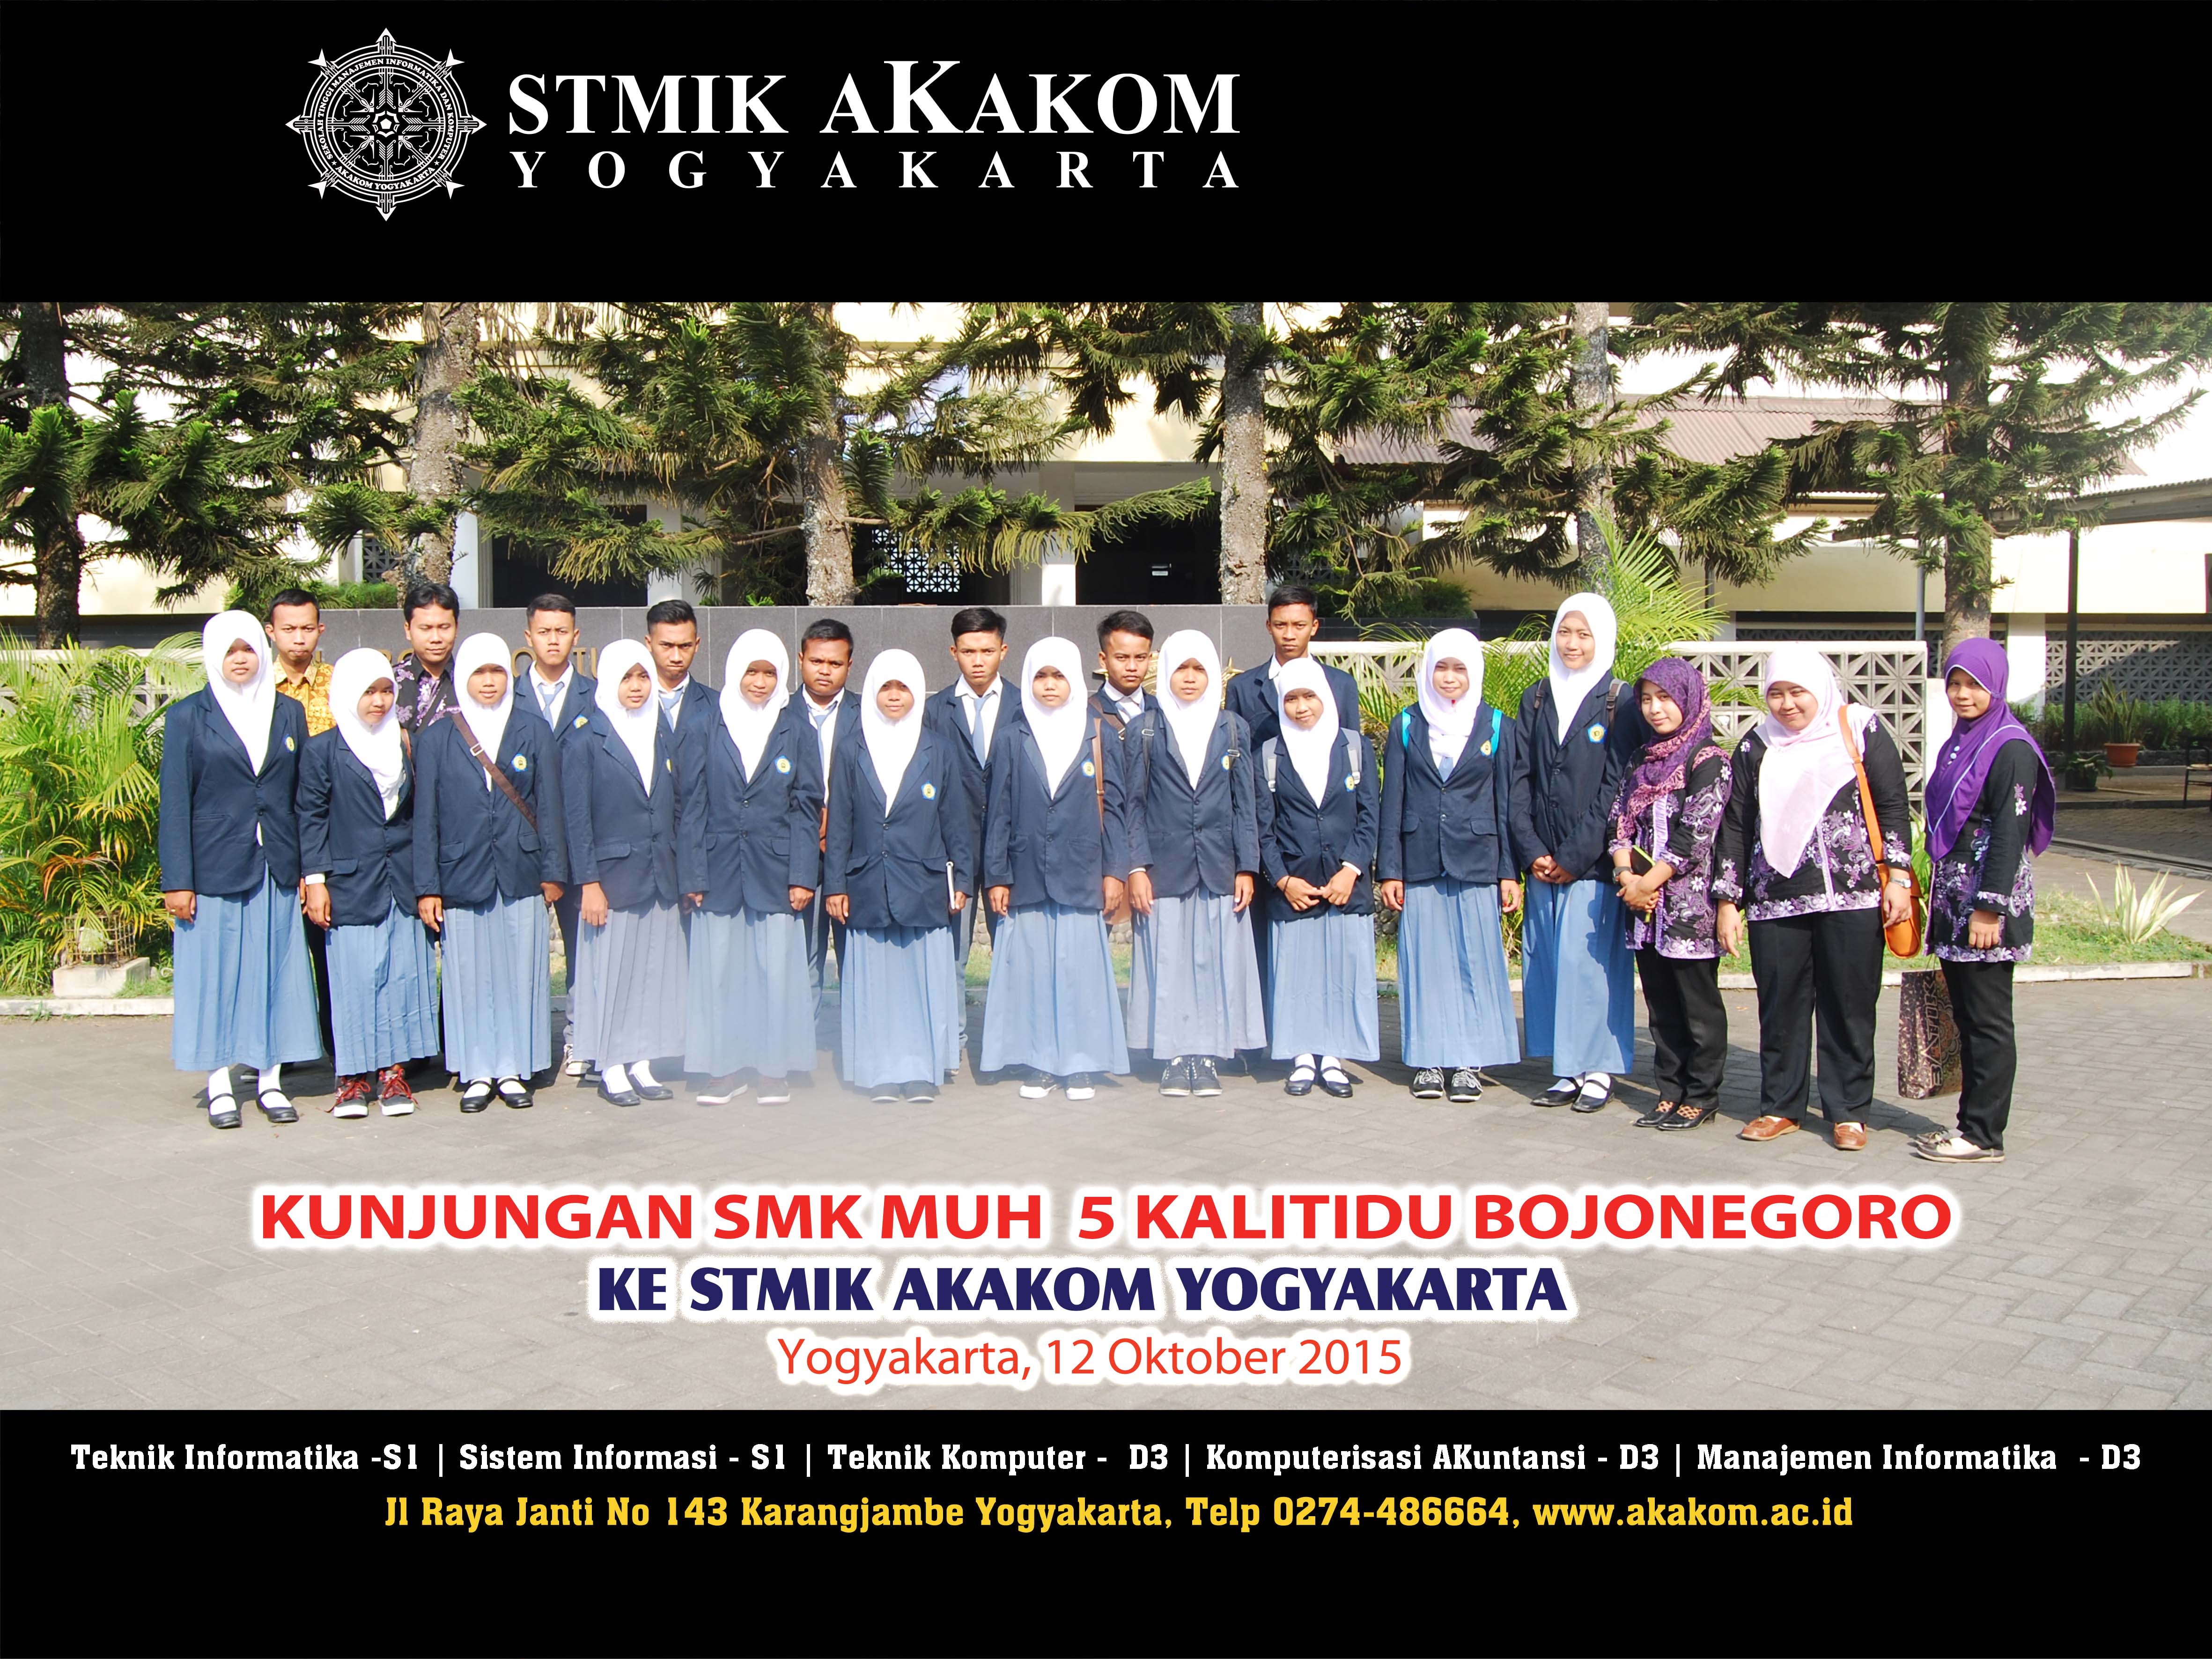 SEKOLAH TINGGI MANAJEMEN INFORMATIKA DAN KOMPUTER
AKAKOM YOGYAKARTA
STMIK AKAKOM
YOGYAKARTA
KUNJUNGAN SMK MUH 5 KALITIDU BOJONEGORO
KE STMIK AKAKOM YOGYAKARTA
Yogyakarta, 12 Oktober 2015
Teknik Informatika -S1 | Sistem Informasi - S1 | Teknik Komputer - D3 | Komputerisasi AKuntansi - D3 | Manajemen Informatika - D3
Jl Raya Janti No 143 Karangjambe Yogyakarta, Telp 0274-486664, www.akakom.ac.id